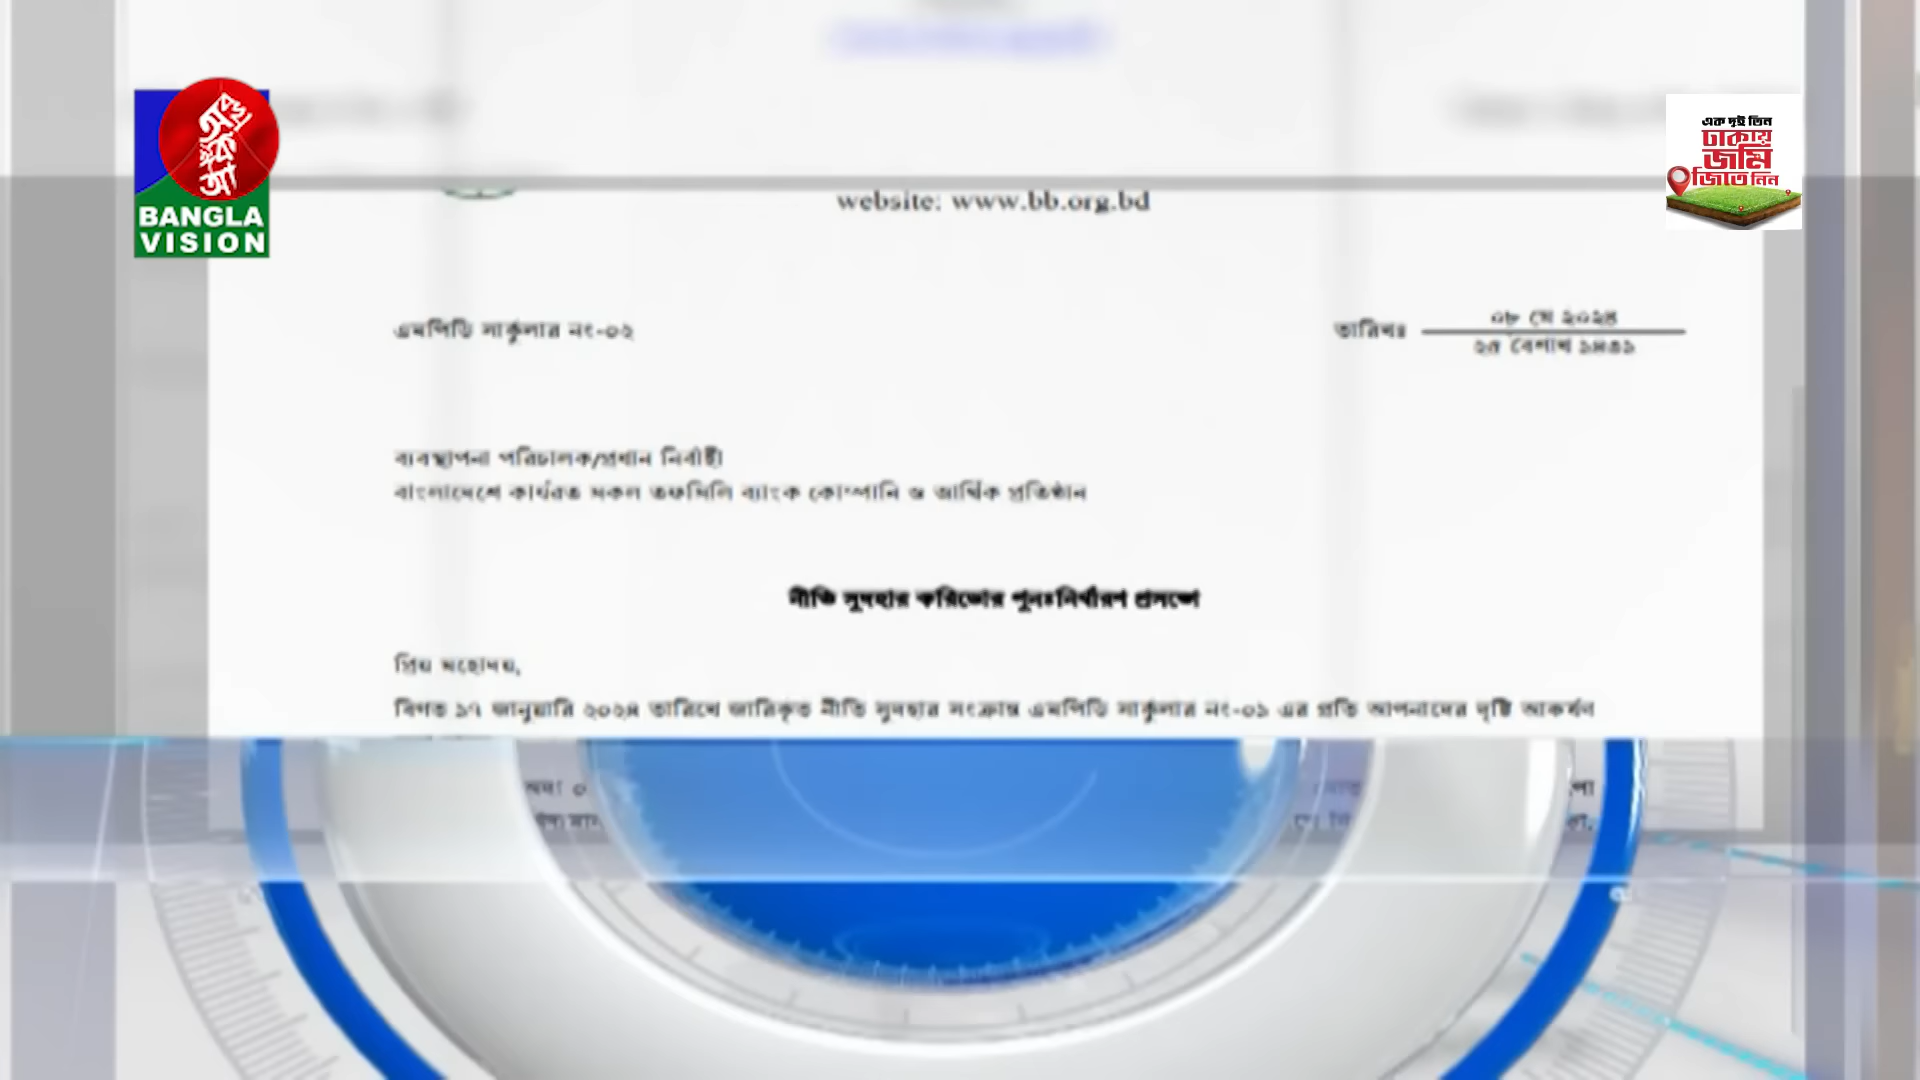 BANGLA
VISION
এক দুই তিন
ঢাকায়
জমি
জিতে নিন
website: www.bb.org.bd
এমপিডি সার্কুলার নং-০২
তারিখঃ
০৮ মে ২০২৪
২৫ বৈশাখ ১৪৩১
ব্যবস্থাপনা পরিচালক/প্রধান নির্বাহী
বাংলাদেশে কার্যরত সকল তফসিলি ব্যাংক কোম্পানি ও আর্থিক প্রতিষ্ঠান
নীতি সুদহার করিডোর পুনঃনির্ধারণ প্রসঙ্গে
প্রিয় মহোদয়,
বিগত ১৭ জানুয়ারি ২০২৪ তারিখে জারিকৃত নীতি সুদহার সংক্রান্ত এমপিডি সার্কুলার নং-০১ এর প্রতি আপনাদের দৃষ্টি আকর্ষণ